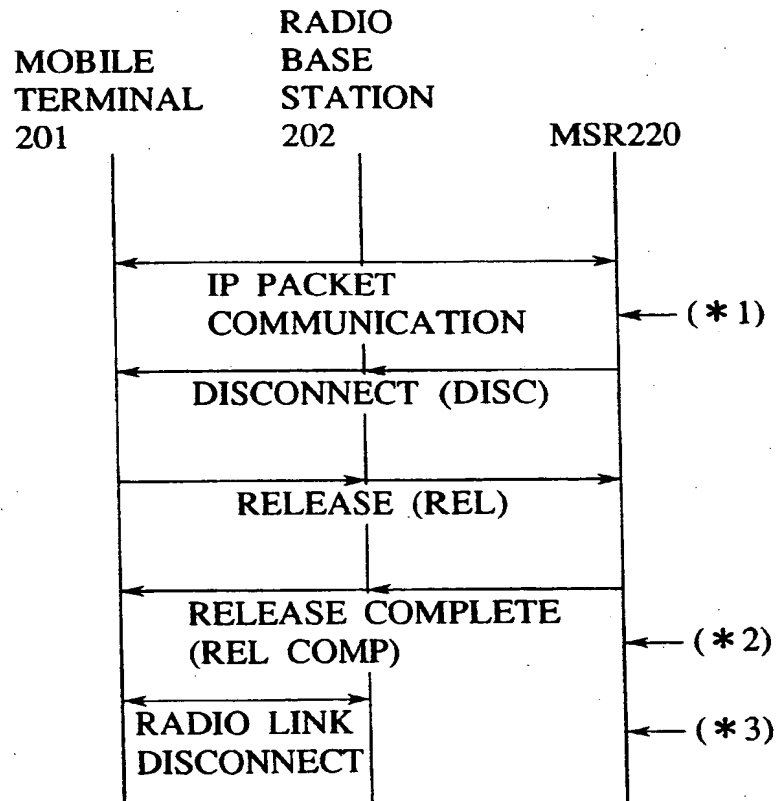 MOBILE
TERMINAL
201
RADIO
BASE
STATION
202
MSR220
IP PACKET
COMMUNICATION
(*1)
DISCONNECT (DISC)
RELEASE (REL)
RELEASE COMPLETE
(REL COMP)
(*2)
RADIO LINK
DISCONNECT
(*3)